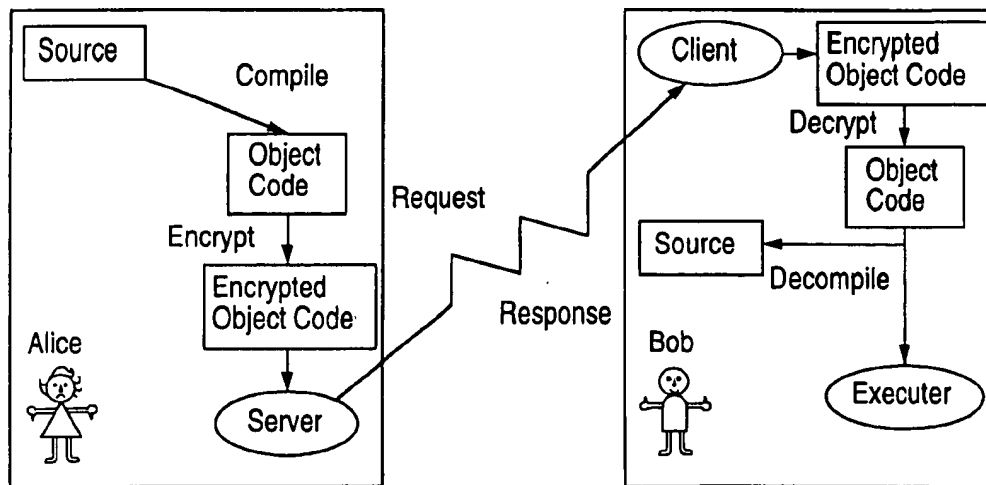 Source
Compile
Object
Code
Encrypt
Encrypted
Object Code
Alice
Server
Request
Response
Client
Encrypted
Object Code
Decrypt
Object
Code
Source
Decompile
Bob
Executer